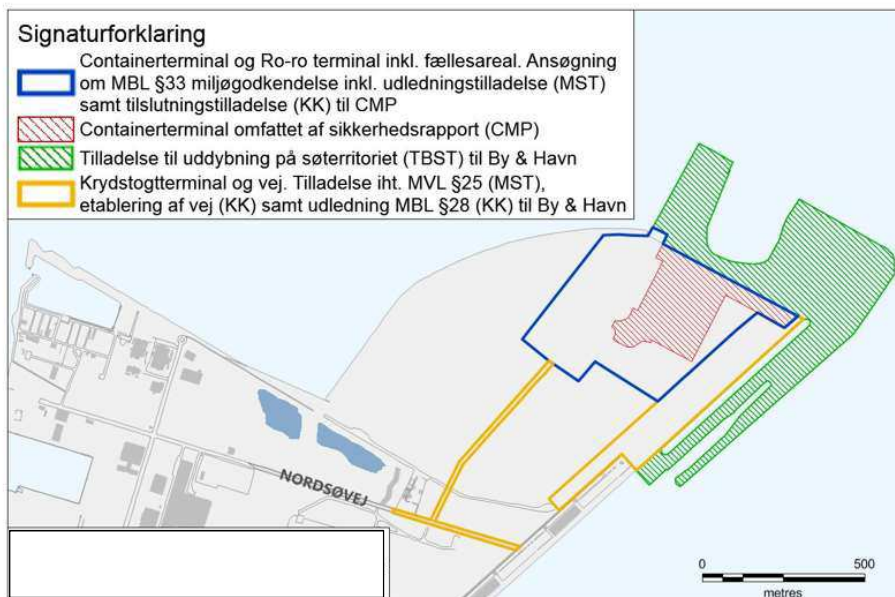 Signaturforklaring
Containerterminal og Ro-ro terminal inkl. fællesareal. Ansøgning
om MBL §33 miljøgodkendelse inkl. udledningstilladelse (MST)
samt tilslutningstilladelse (KK) til CMP
Containerterminal omfattet af sikkerhedsrapport (CMP)
Tilladelse til uddybning på søterritoriet (TBST) til By & Havn
Krydstogtterminal og vej. Tilladelse iht. MVL §25 (MST),
etablering af vej (KK) samt udledning MBL §28 (KK) til By & Havn
NORDSØVEJ
0 500
metres